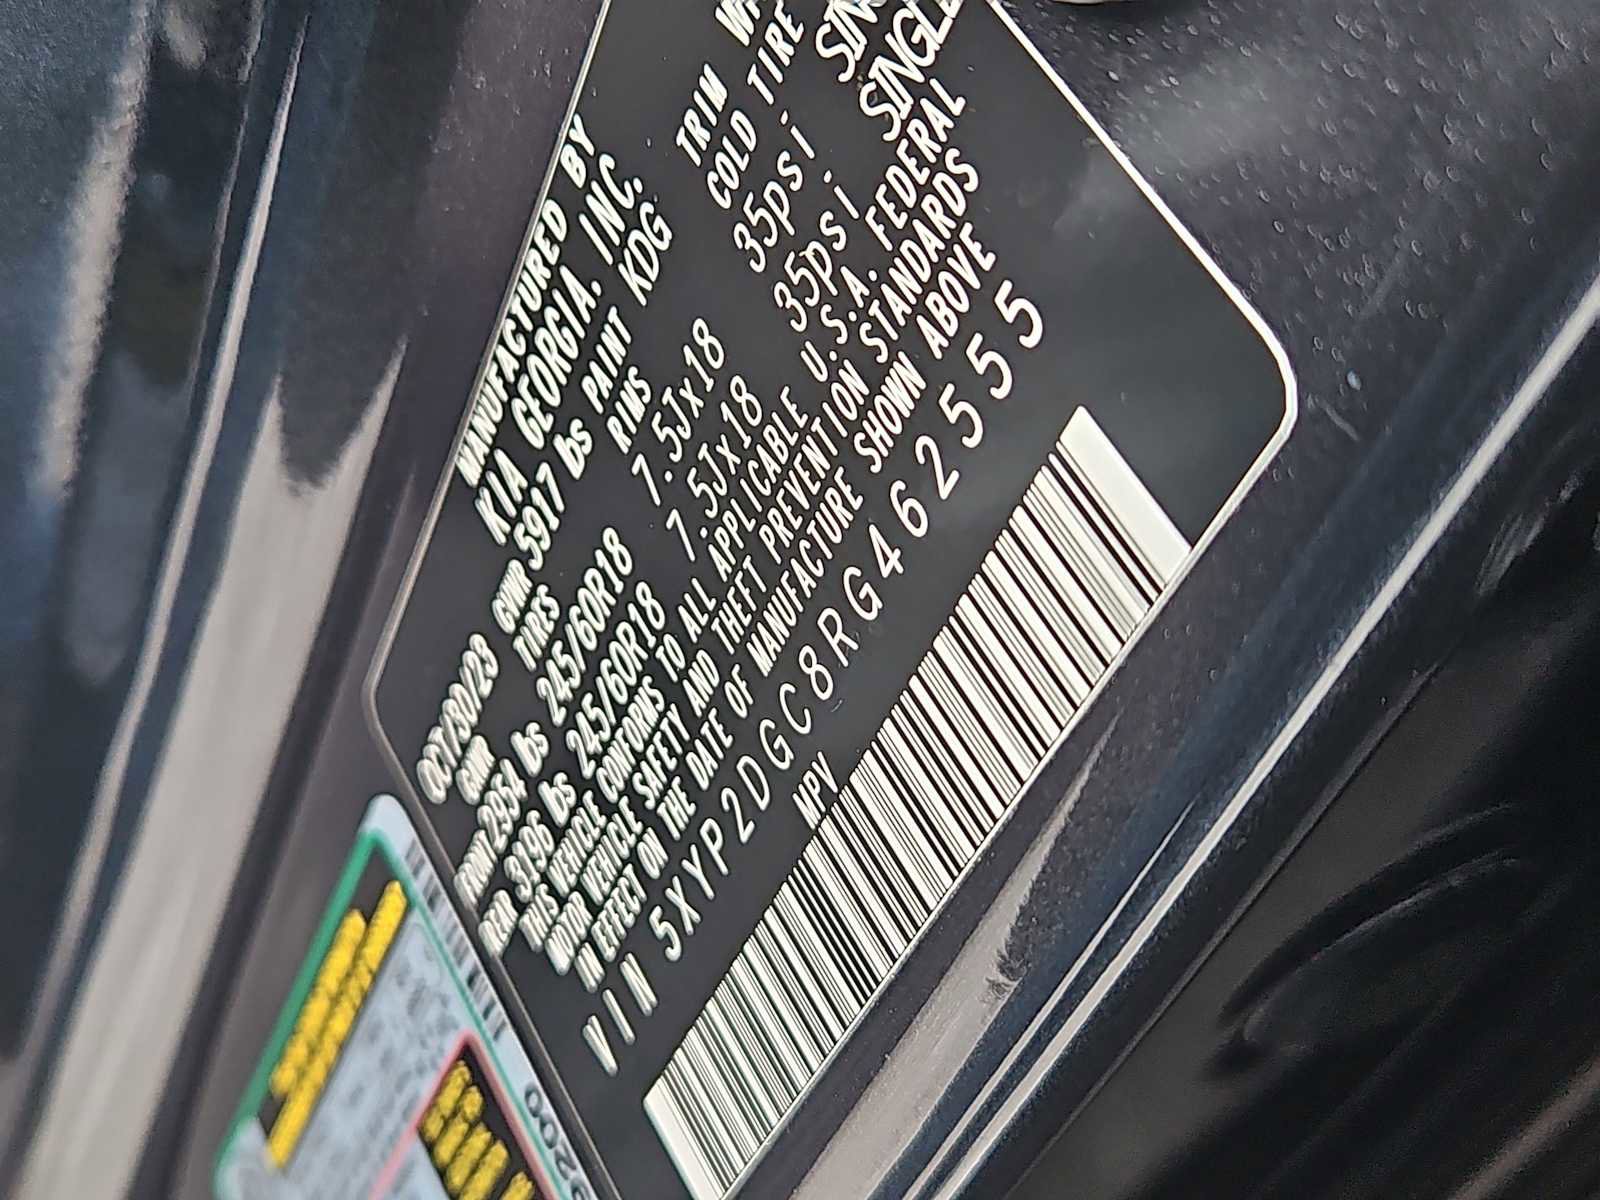 MANUFACTURED BY
KIA GEORGIA, INC.
OCT/30/23 GVWR 5917 lbs PAINT KDG
GAWR TIRES RIMS TRIM
COLD TIRE
FRONT 2954 lbs 245/60R18 7.5Jx18 35psi
REAR 3196 lbs 245/60R18 7.5Jx18 35psi SINGLE
THIS VEHICLE CONFORMS TO ALL APPLICABLE U.S.A. FEDERAL
MOTOR VEHICLE SAFETY AND THEFT PREVENTION STANDARDS
IN EFFECT ON THE DATE OF MANUFACTURE SHOWN ABOVE
VIN 5XYP2DGC8RG462555
MPV